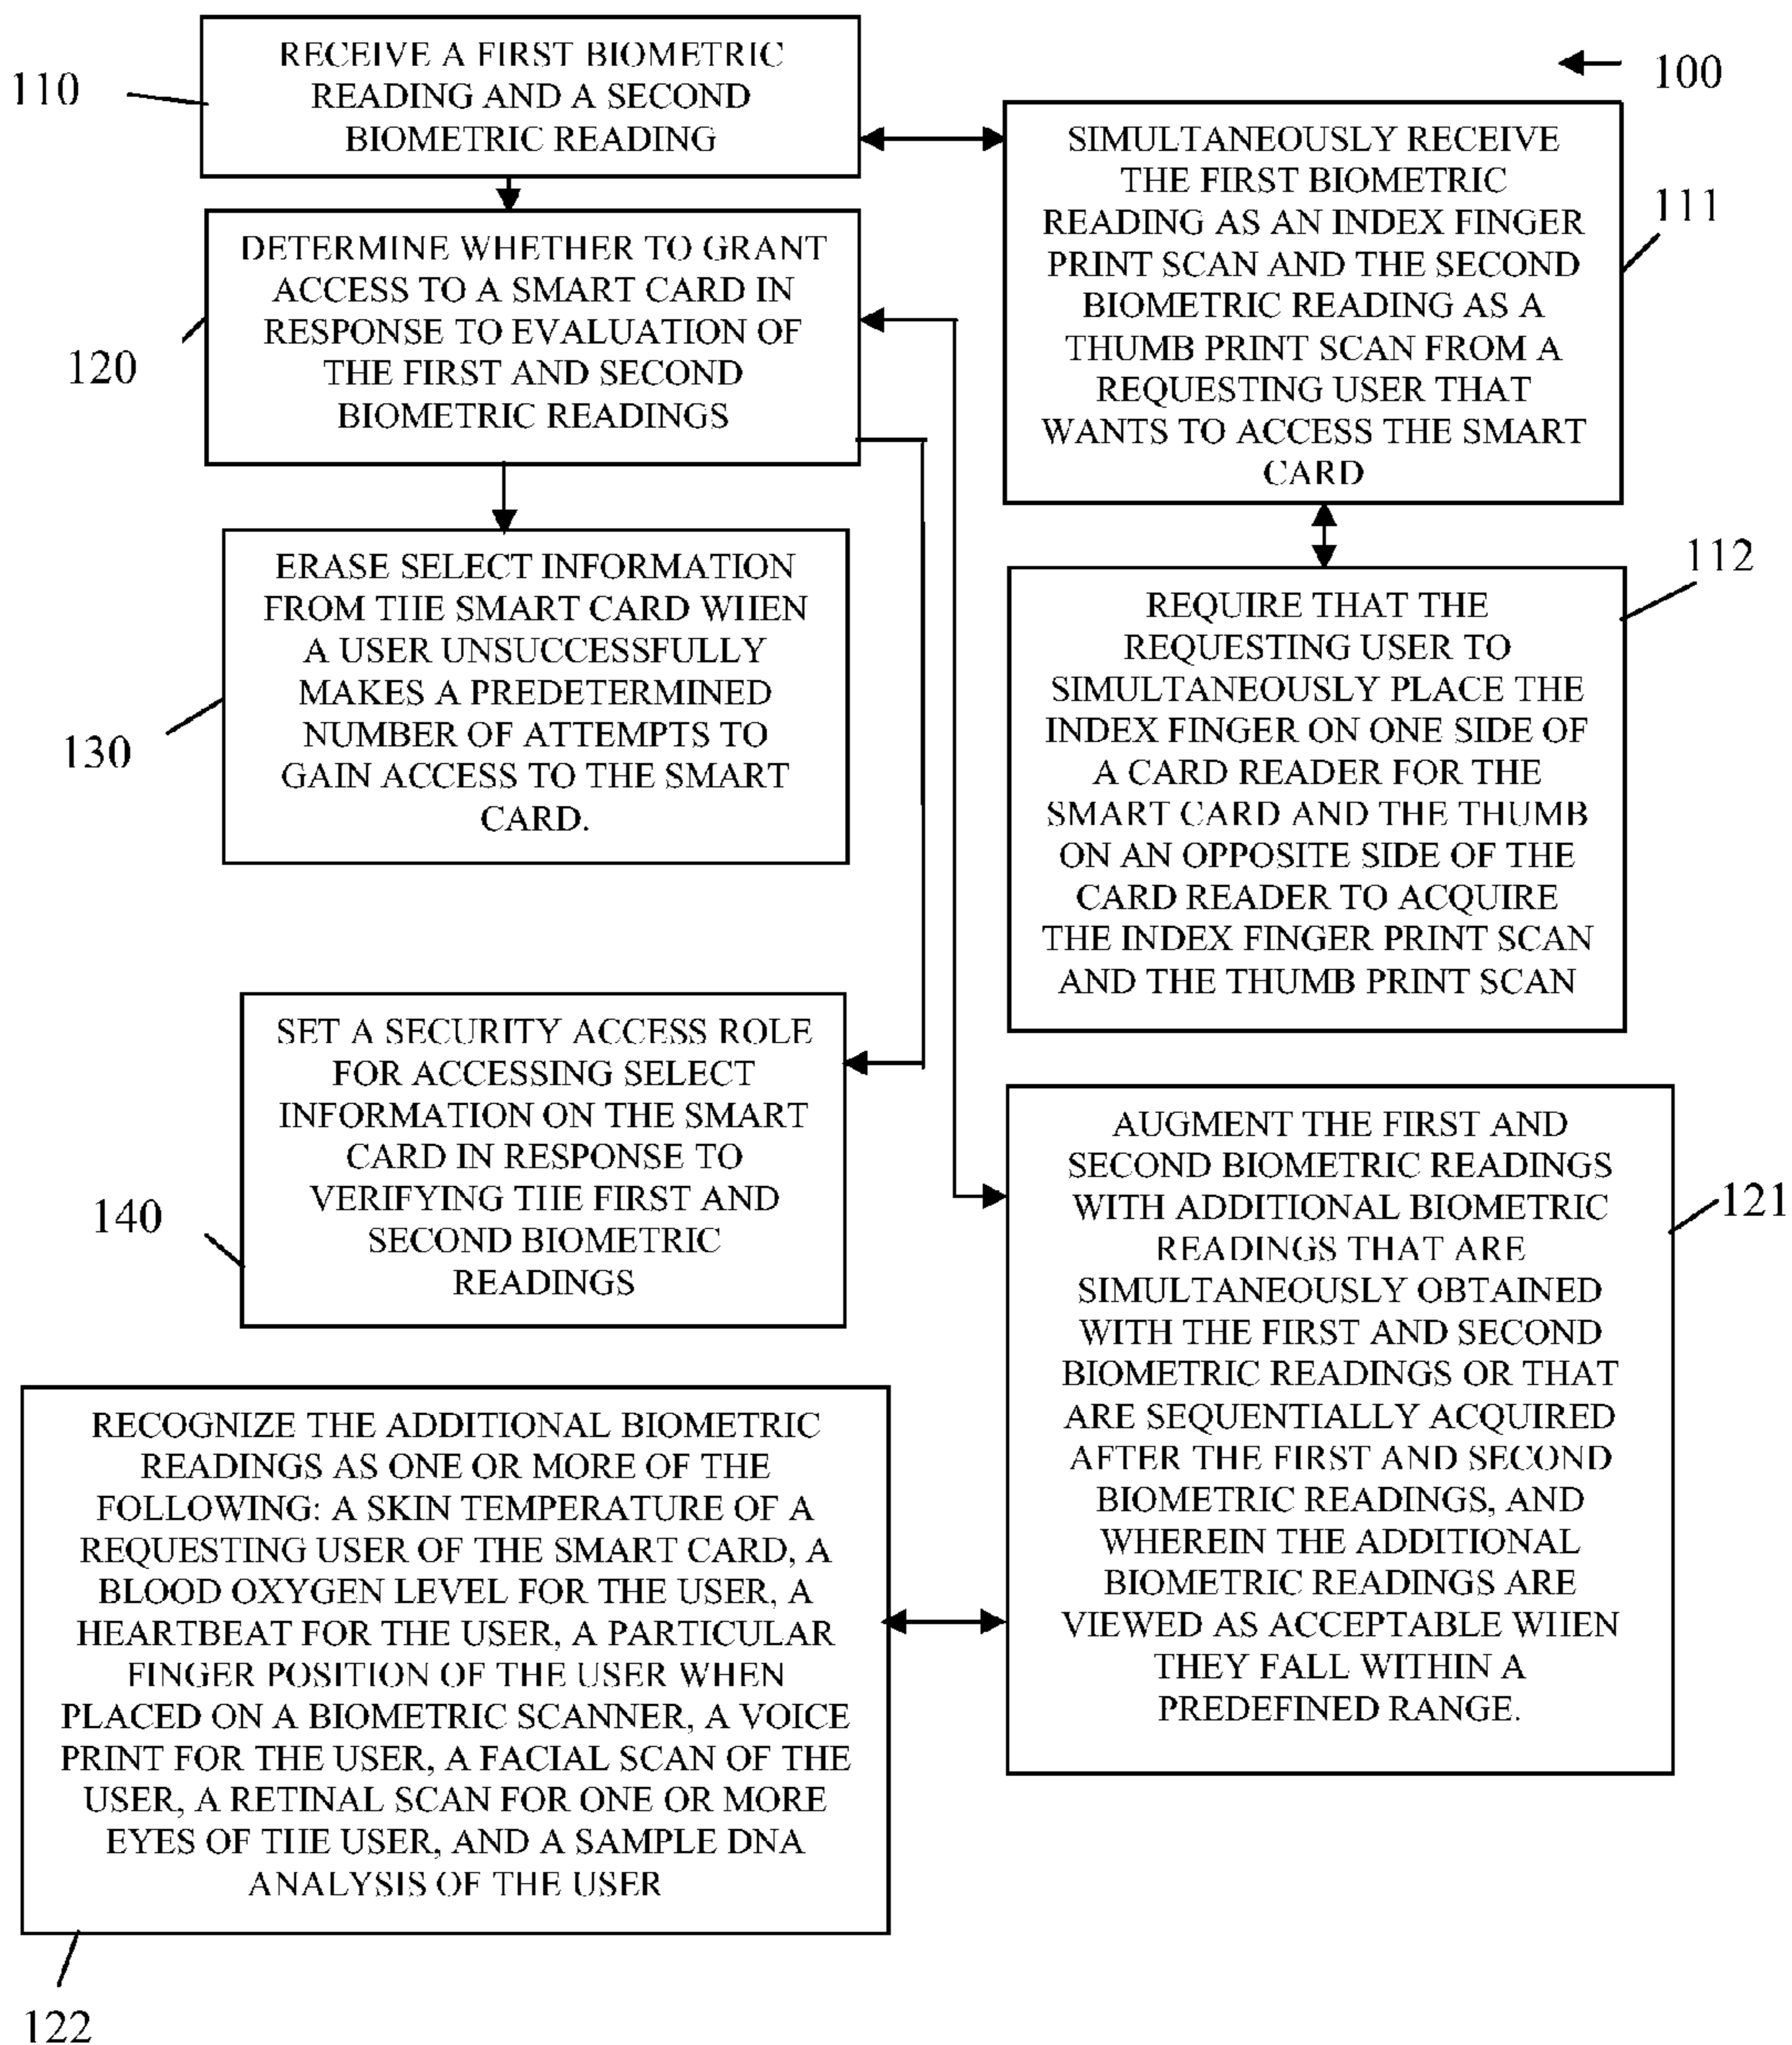 110
RECEIVE A FIRST BIOMETRIC
READING AND A SECOND
BIOMETRIC READING
100
SIMULTANEOUSLY RECEIVE
THE FIRST BIOMETRIC
READING AS AN INDEX FINGER
PRINT SCAN AND THE SECOND
BIOMETRIC READING AS A
THUMB PRINT SCAN FROM A
REQUESTING USER THAT
WANTS TO ACCESS THE SMART
CARD
111
DETERMINE WHETHER TO GRANT
ACCESS TO A SMART CARD IN
RESPONSE TO EVALUATION OF
THE FIRST AND SECOND
BIOMETRIC READINGS
120
ERASE SELECT INFORMATION
FROM THE SMART CARD WHEN
A USER UNSUCCESSFULLY
MAKES A PREDETERMINED
NUMBER OF ATTEMPTS TO
GAIN ACCESS TO THE SMART
CARD.
130
112
REQUIRE THAT THE
REQUESTING USER TO
SIMULTANEOUSLY PLACE THE
INDEX FINGER ON ONE SIDE OF
A CARD READER FOR THE
SMART CARD AND THE THUMB
ON AN OPPOSITE SIDE OF THE
CARD READER TO ACQUIRE
THE INDEX FINGER PRINT SCAN
AND THE THUMB PRINT SCAN
SET A SECURITY ACCESS ROLE
FOR ACCESSING SELECT
INFORMATION ON THE SMART
CARD IN RESPONSE TO
VERIFYING THE FIRST AND
SECOND BIOMETRIC
READINGS
140
AUGMENT THE FIRST AND
SECOND BIOMETRIC READINGS
WITH ADDITIONAL BIOMETRIC
READINGS THAT ARE
SIMULTANEOUSLY OBTAINED
WITH THE FIRST AND SECOND
BIOMETRIC READINGS OR THAT
ARE SEQUENTIALLY ACQUIRED
AFTER THE FIRST AND SECOND
BIOMETRIC READINGS, AND
WHEREIN THE ADDITIONAL
BIOMETRIC READINGS ARE
VIEWED AS ACCEPTABLE WHEN
THEY FALL WITHIN A
PREDEFINED RANGE.
121
RECOGNIZE THE ADDITIONAL BIOMETRIC
READINGS AS ONE OR MORE OF THE
FOLLOWING: A SKIN TEMPERATURE OF A
REQUESTING USER OF THE SMART CARD, A
BLOOD OXYGEN LEVEL FOR THE USER, A
HEARTBEAT FOR THE USER, A PARTICULAR
FINGER POSITION OF THE USER WHEN
PLACED ON A BIOMETRIC SCANNER, A VOICE
PRINT FOR THE USER, A FACIAL SCAN OF THE
USER, A RETINAL SCAN FOR ONE OR MORE
EYES OF THE USER, AND A SAMPLE DNA
ANALYSIS OF THE USER
122